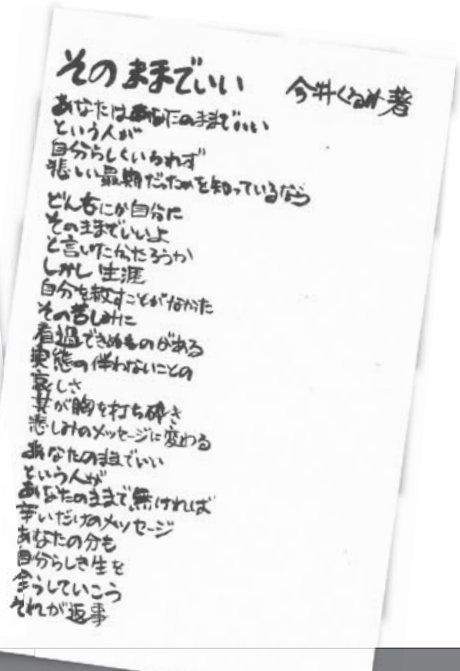 そのままでいい 今井くるみ 著
あなたはあなたのままでいい
という人が
自分らしくいられず
悲しい最期だったのを知っているなら
どんなにか自分に
そのままでいいよ
と言いたかったろうか
しかし生涯
自分を赦すことがなかった
その苦しみに
看過できぬものがある
実態の伴わないことの
哀しさ
が胸を打ち砕き
悲しみのメッセージに変わる
あなたのままでいい
という人が
あなたのままで無ければ
辛いだけのメッセージ
あなたの分も
自分らしき生を
全うしていこう
それが返事